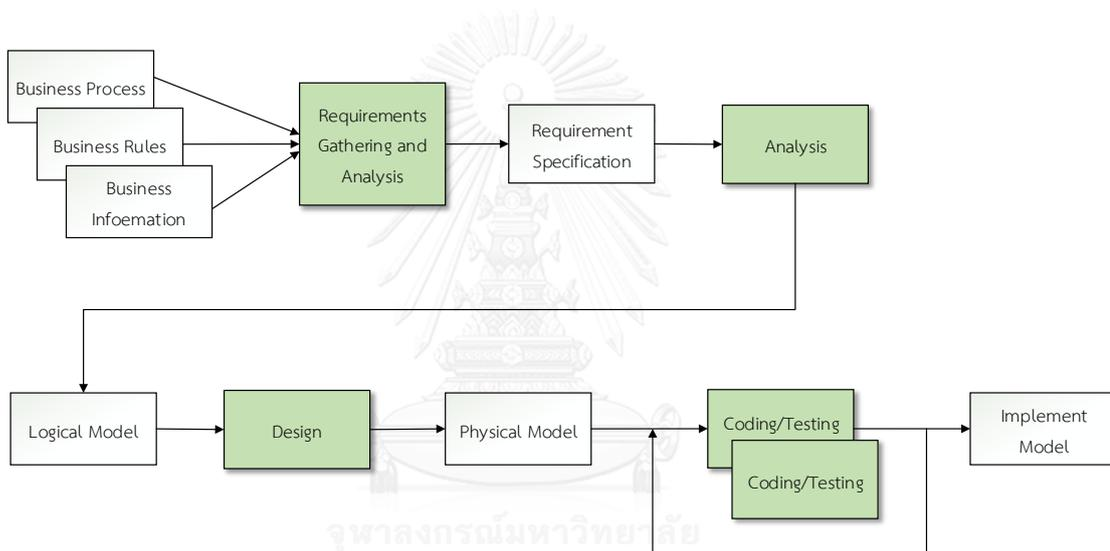 Business Process
Business Rules
Business
Infoemation
Requirements
Gathering and
Analysis
Requirement
Specification
Analysis
Logical Model
Design
Physical Model
Coding/Testing
Coding/Testing
Implement
Model
จุฬาลงกรณ์มหาวิทยาลัย